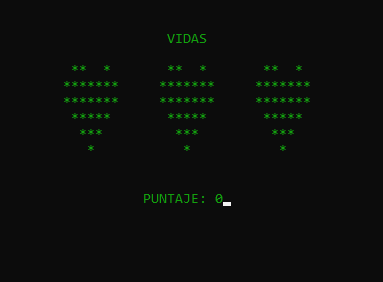 VIDAS
**  *       **  *       **  *
*******     *******     *******
*******     *******     *******
*****       *****       *****
***         ***         ***
*           *           *
PUNTAJE: 0